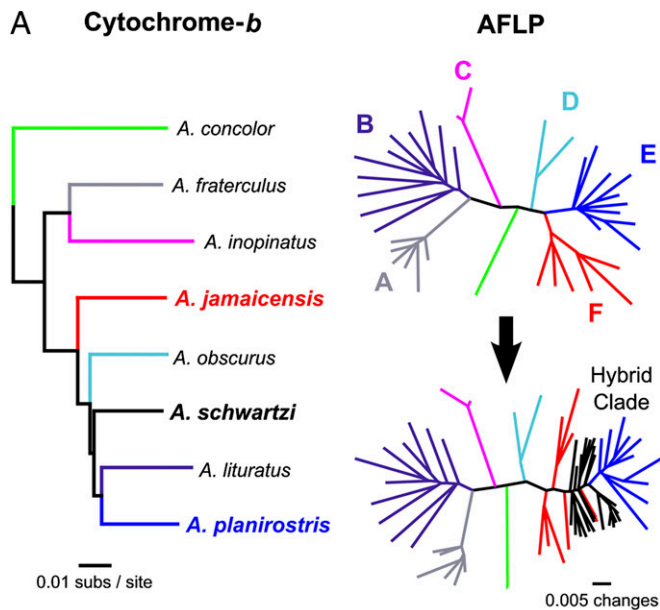 A
Cytochrome-b
A. concolor
A. fraterculus
A. inopinatus
A. jamaicensis
A. obscurus
A. schwartzi
A. lituratus
A. planirostris
0.01 subs / site
AFLP
C
D
B
E
A
F
Hybrid
Clade
0.005 changes